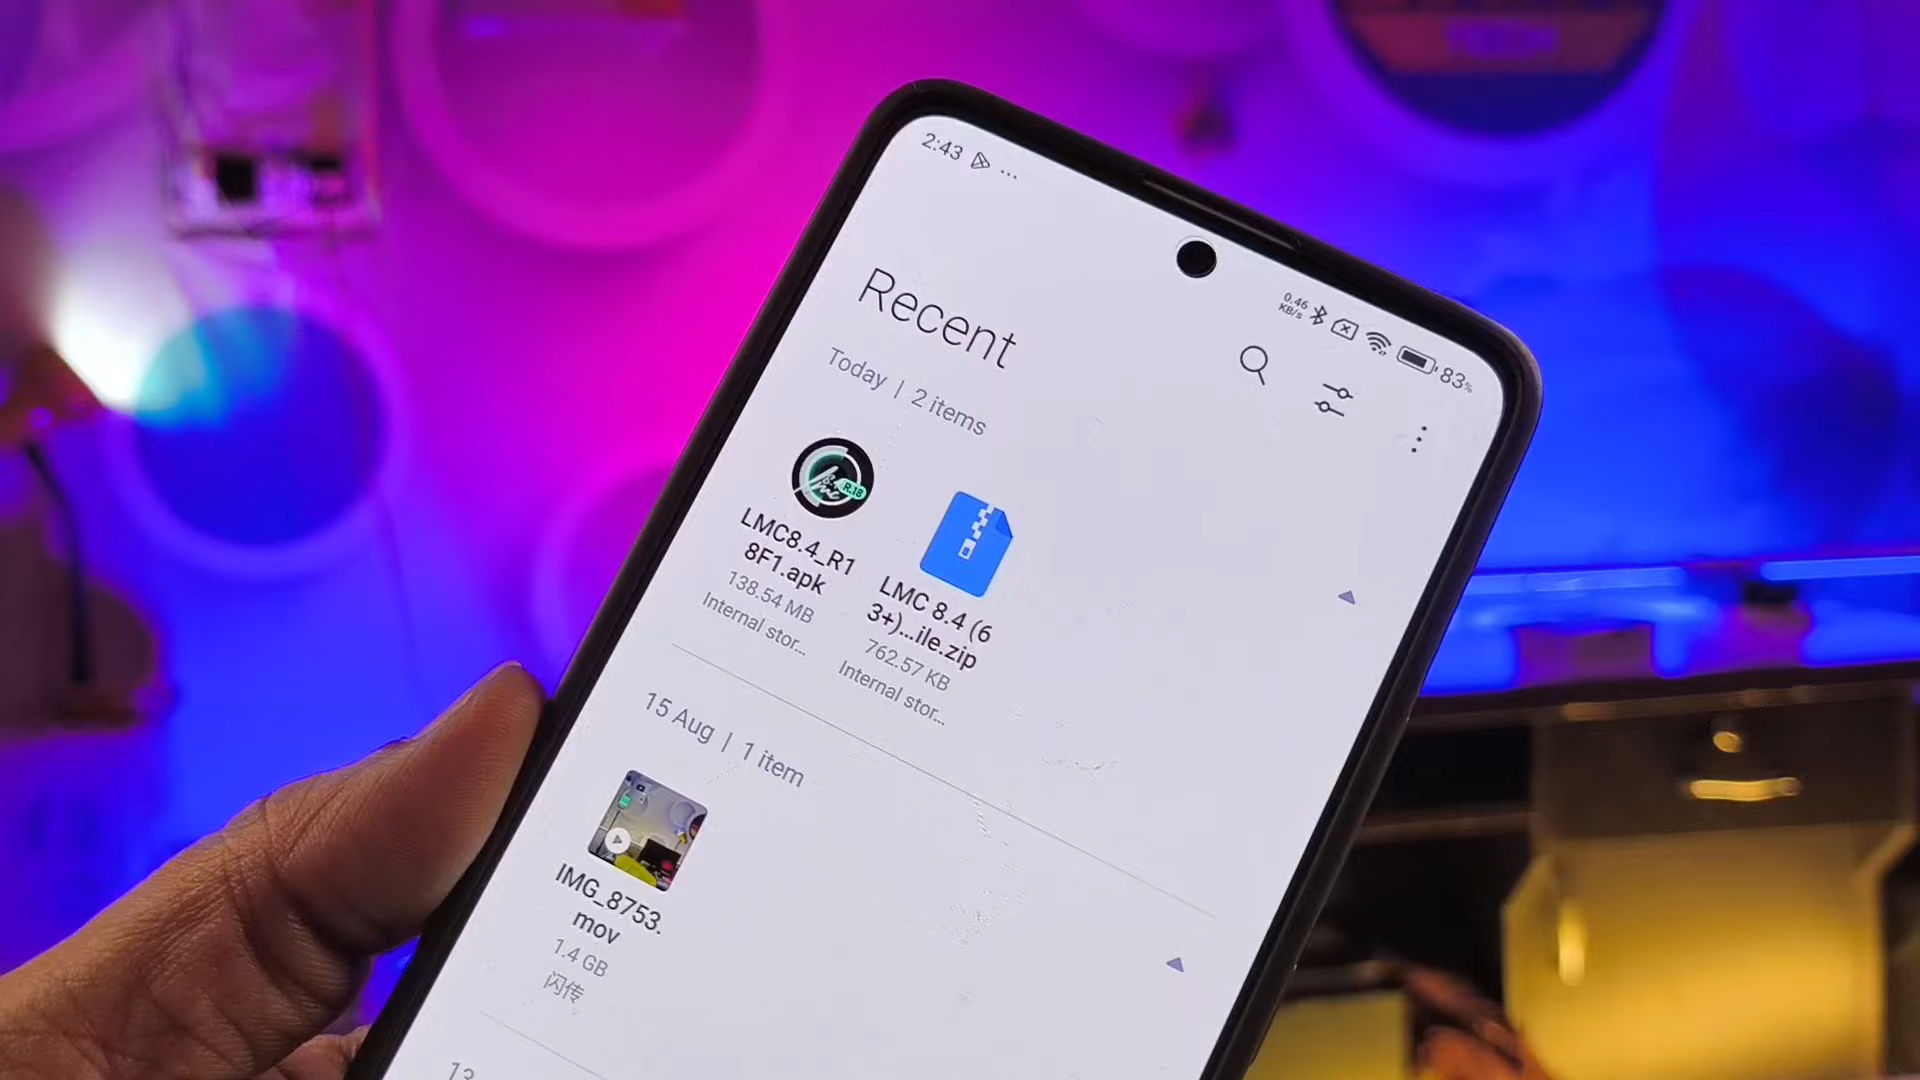 2:43 ...
0.46
KB/s
83%
Recent
Today | 2 items
R.18
LMC8.4_R1
8F1.apk
138.54 MB
Internal stor...
LMC 8.4 (6
3+)...ile.zip
762.57 KB
Internal stor...
15 Aug | 1 item
IMG_8753.
mov
1.4 GB
闪传
13